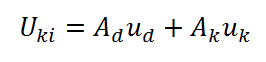 U_{ki} = A_d u_d + A_k u_k